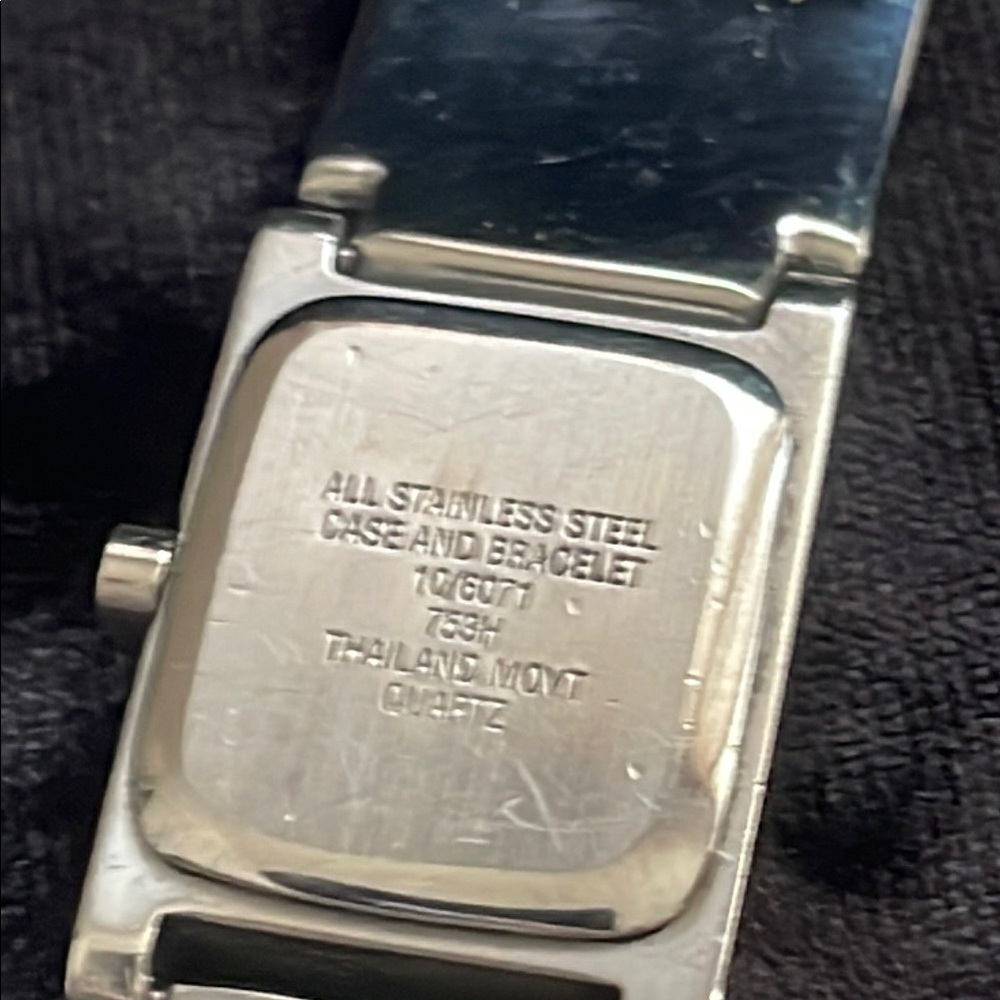 ALL STAINLESS STEEL
CASE AND BRACELET
10/6071
753H
THAILAND MOVT
QUARTZ